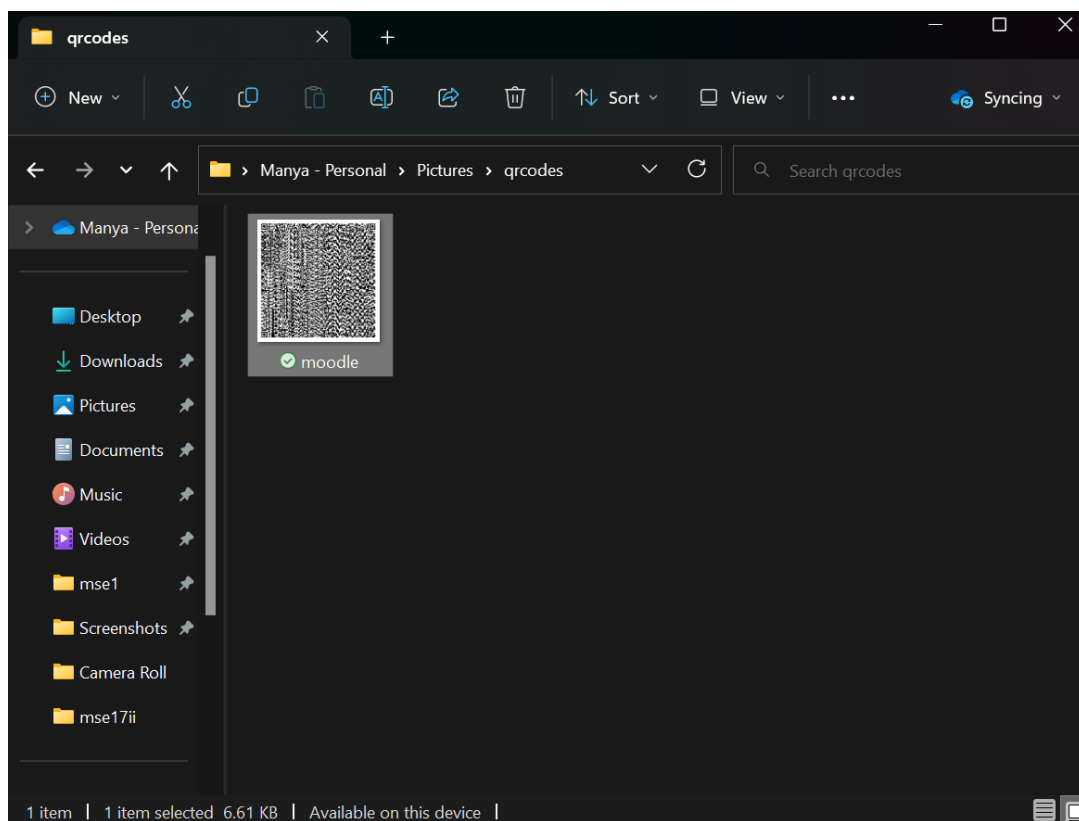 qrcodes
New
Sort
View
Syncing
Manya - Personal
Pictures
qrcodes
Search qrcodes
Manya - Persona
Desktop
Downloads
Pictures
Documents
Music
Videos
mse1
Screenshots
Camera Roll
mse17ii
moodle
1 item
1 item selected 6.61 KB
Available on this device